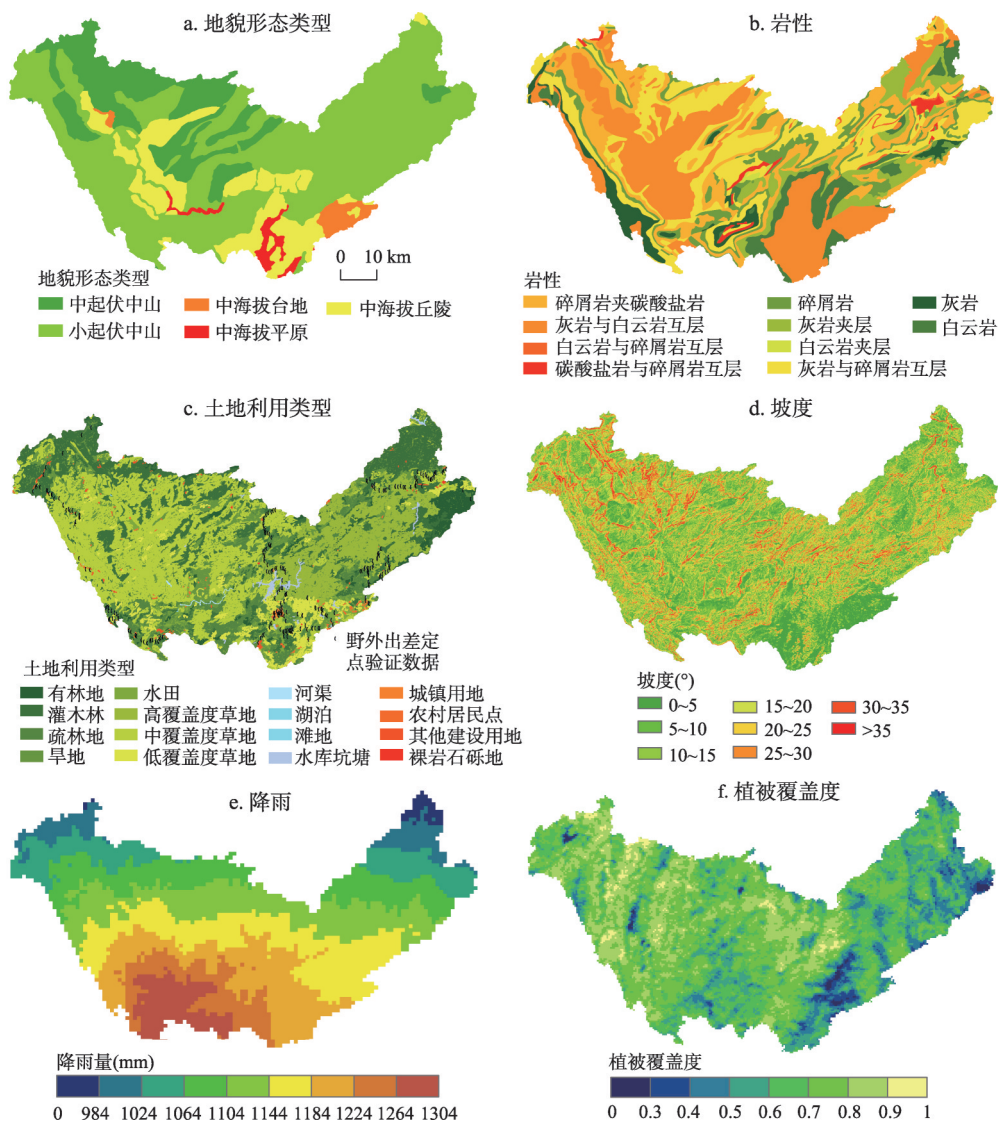 a. 地貌形态类型
b. 岩性
0 10 km
地貌形态类型
中起伏中山 中海拔台地 中海拔丘陵
小起伏中山 中海拔平原
岩性
碎屑岩夹碳酸盐岩 碎屑岩 灰岩
灰岩与白云岩互层 灰岩夹层 白云岩
白云岩与碎屑岩互层 白云岩夹层
碳酸盐岩与碎屑岩互层 灰岩与碎屑岩互层
c. 土地利用类型
d. 坡度
野外出差定
点验证数据
土地利用类型
有林地 水田 河渠 城镇用地
灌木林 高覆盖度草地 湖泊 农村居民点
疏林地 中覆盖度草地 滩地 其他建设用地
旱地 低覆盖度草地 水库坑塘 裸岩石砾地
坡度(°)
0~5 15~20 30~35
5~10 20~25 >35
10~15 25~30
e. 降雨
f. 植被覆盖度
降雨量(mm)
0 984 1024 1064 1104 1144 1184 1224 1264 1304
植被覆盖度
0 0.3 0.4 0.5 0.6 0.7 0.8 0.9 1